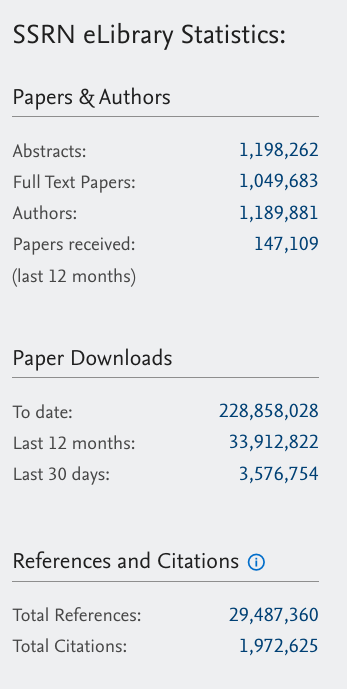 SSRN eLibrary Statistics:
Papers & Authors
Abstracts: 1,198,262
Full Text Papers: 1,049,683
Authors: 1,189,881
Papers received: 147,109
(last 12 months)
Paper Downloads
To date: 228,858,028
Last 12 months: 33,912,822
Last 30 days: 3,576,754
References and Citations
Total References: 29,487,360
Total Citations: 1,972,625